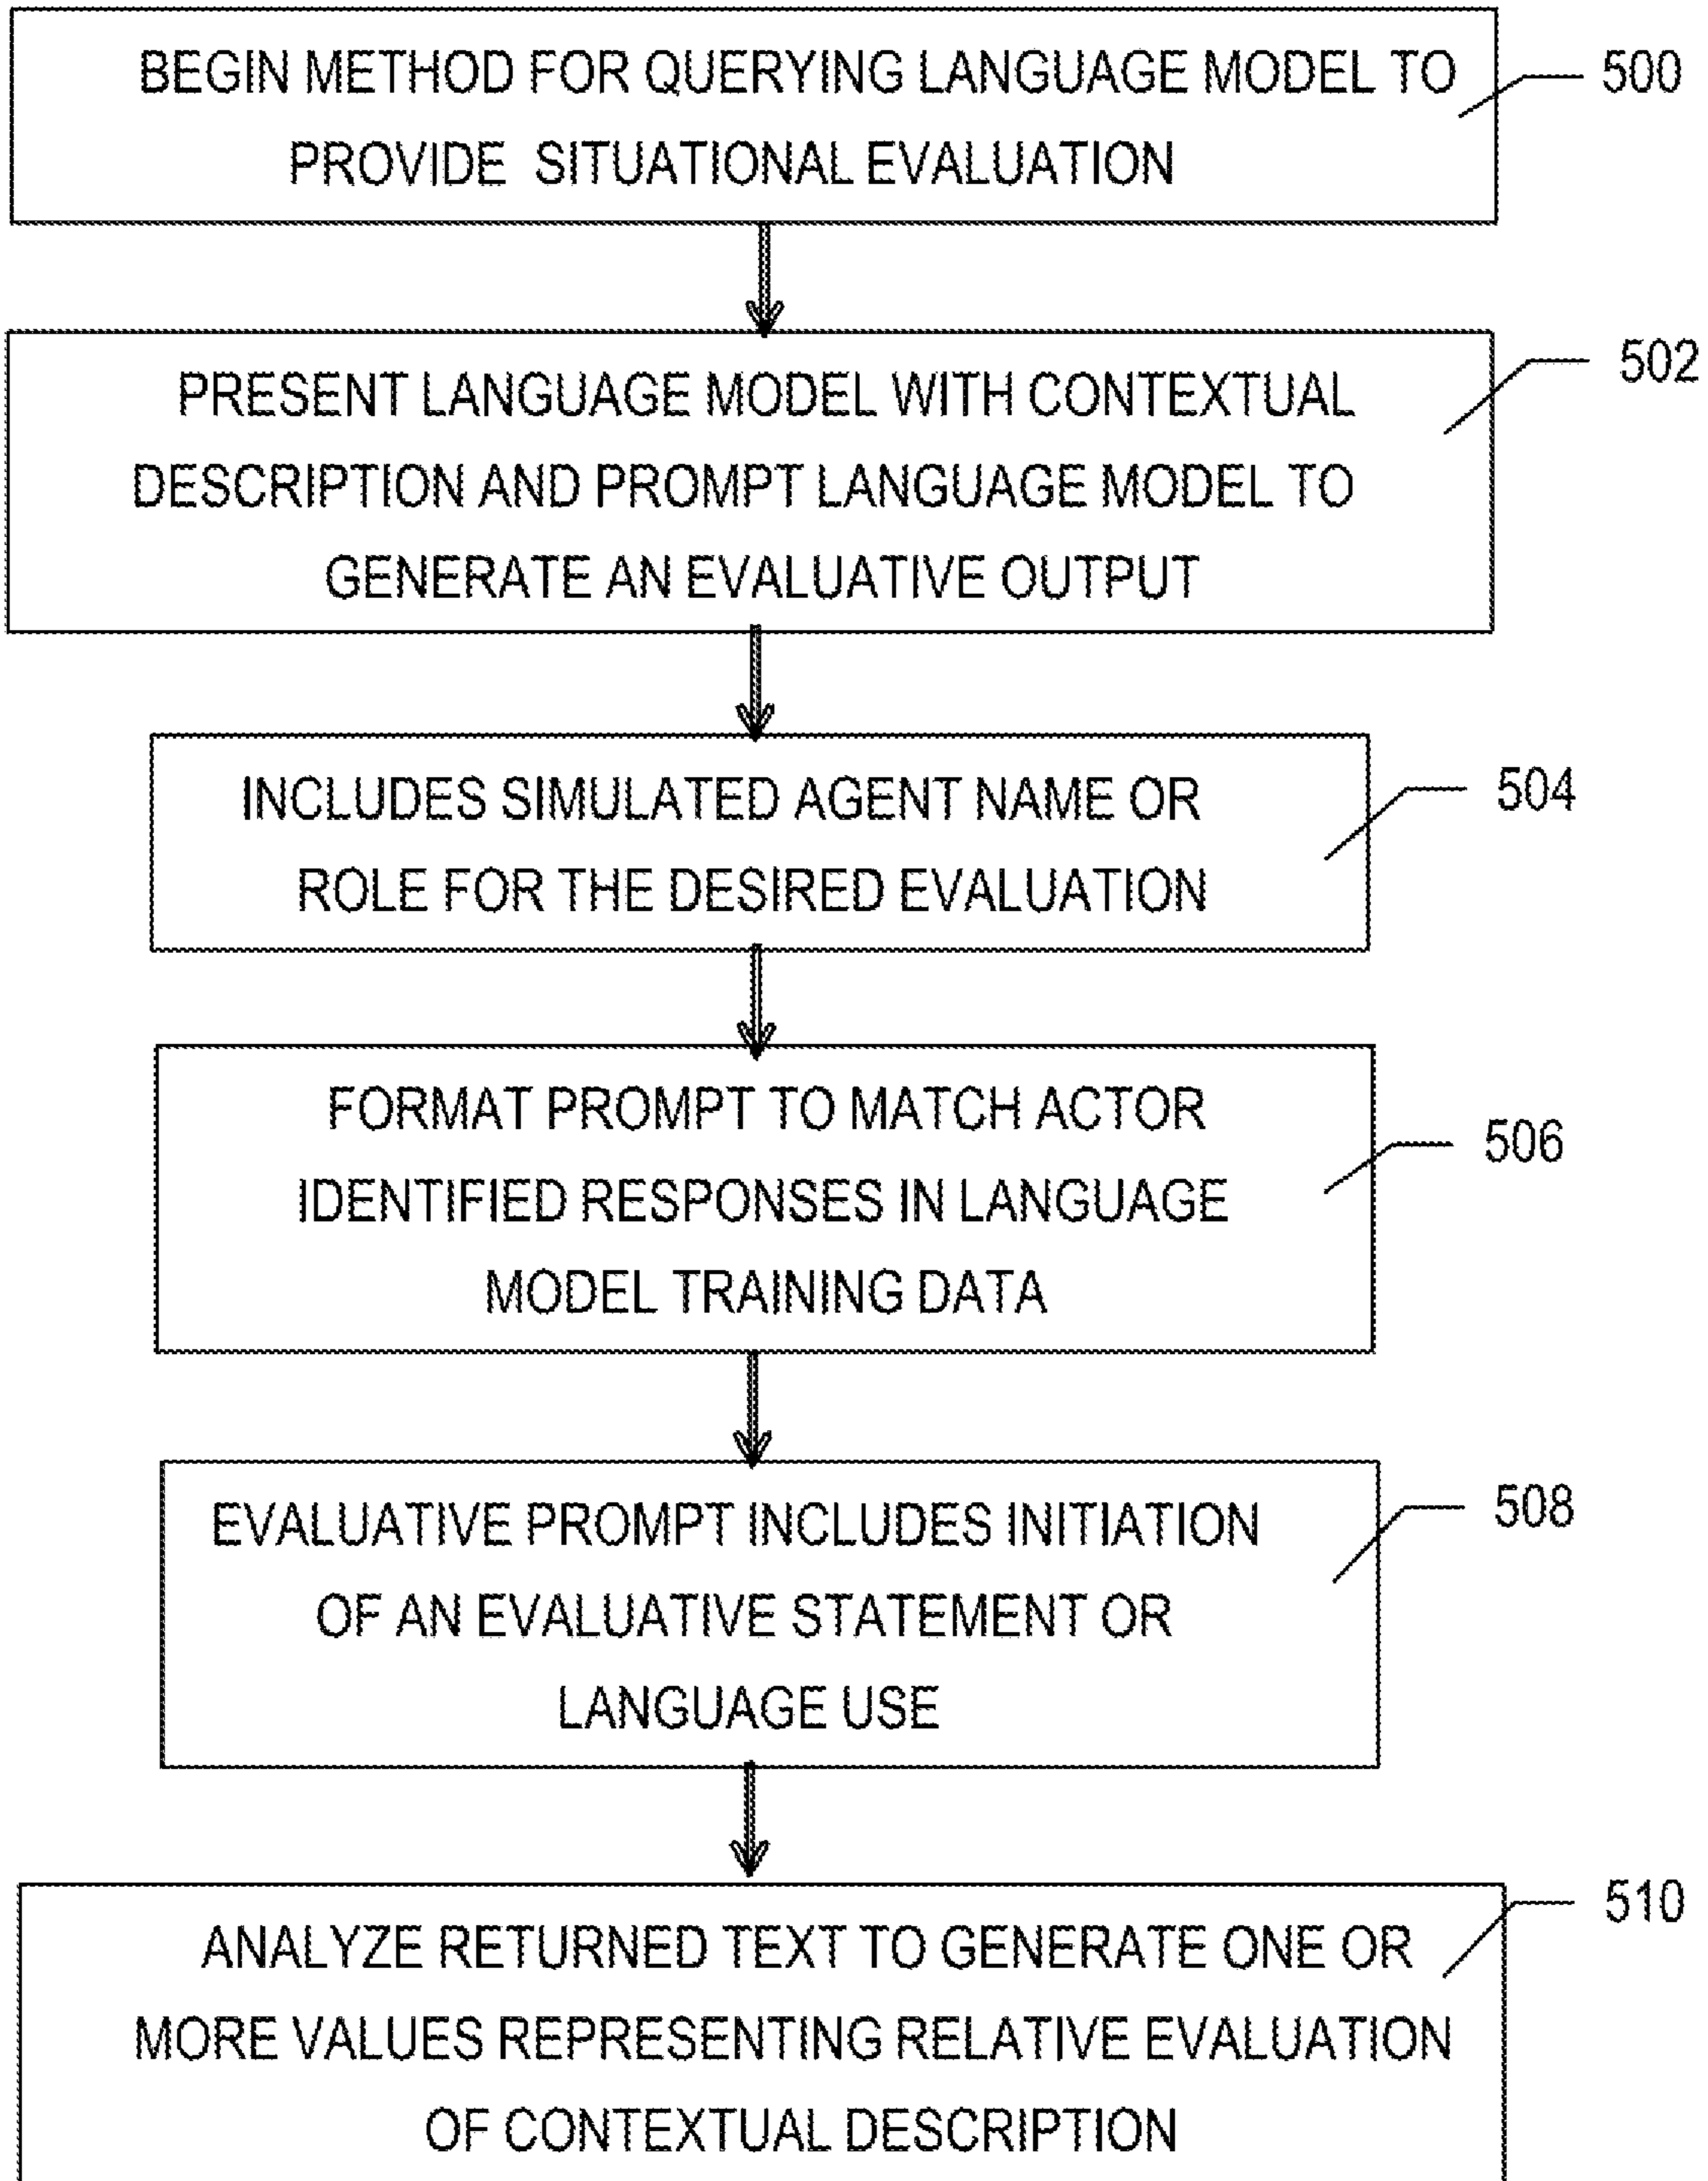 BEGIN METHOD FOR QUERYING LANGUAGE MODEL TO
PROVIDE SITUATIONAL EVALUATION
500
PRESENT LANGUAGE MODEL WITH CONTEXTUAL
DESCRIPTION AND PROMPT LANGUAGE MODEL TO
GENERATE AN EVALUATIVE OUTPUT
502
INCLUDES SIMULATED AGENT NAME OR
ROLE FOR THE DESIRED EVALUATION
504
FORMAT PROMPT TO MATCH ACTOR
IDENTIFIED RESPONSES IN LANGUAGE
MODEL TRAINING DATA
506
EVALUATIVE PROMPT INCLUDES INITIATION
OF AN EVALUATIVE STATEMENT OR
LANGUAGE USE
508
ANALYZE RETURNED TEXT TO GENERATE ONE OR
MORE VALUES REPRESENTING RELATIVE EVALUATION
OF CONTEXTUAL DESCRIPTION
510